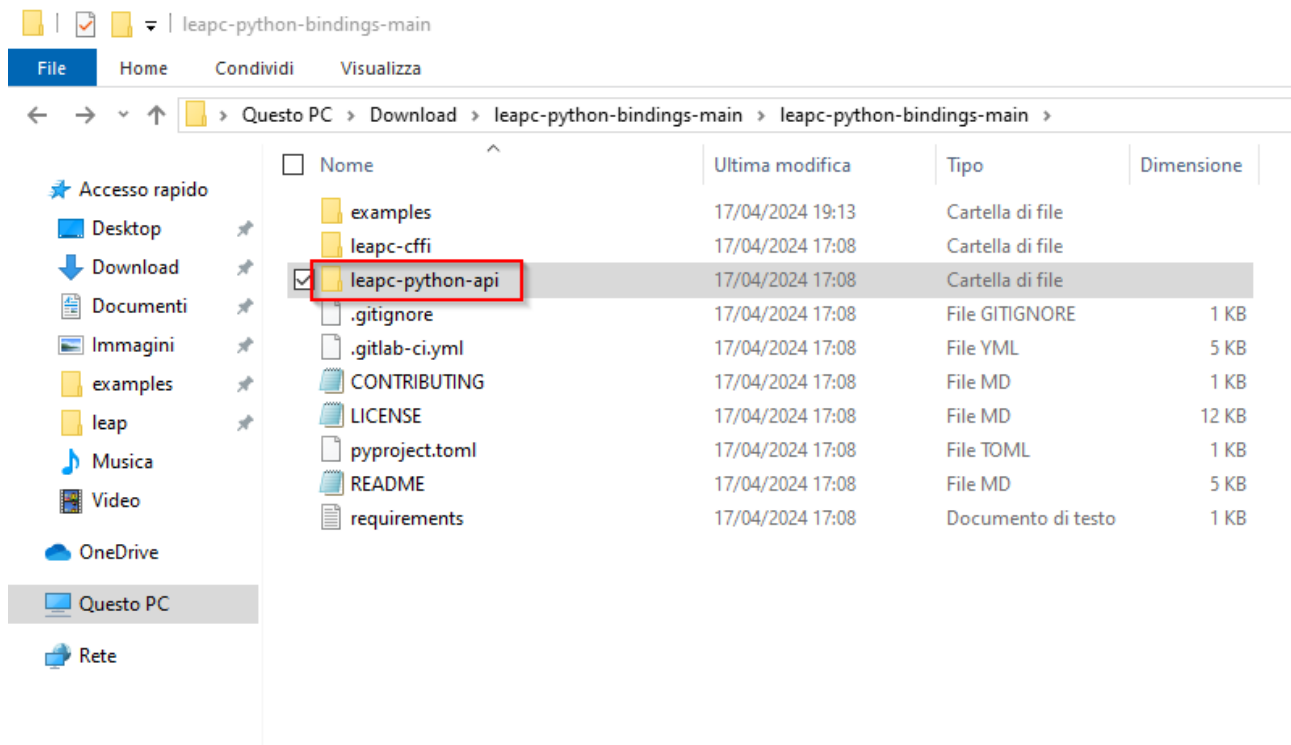 leapc-python-bindings-main
File Home Condividi Visualizza
Questo PC > Download > leapc-python-bindings-main > leapc-python-bindings-main >
Nome Ultima modifica Tipo Dimensione
Accesso rapido
Desktop
Download
Documenti
Immagini
examples
leap
Musica
Video
OneDrive
Questo PC
Rete
examples 17/04/2024 19:13 Cartella di file
leapc-cffi 17/04/2024 17:08 Cartella di file
leapc-python-api 17/04/2024 17:08 Cartella di file
.gitignore 17/04/2024 17:08 File GITIGNORE 1 KB
.gitlab-ci.yml 17/04/2024 17:08 File YML 5 KB
CONTRIBUTING 17/04/2024 17:08 File MD 1 KB
LICENSE 17/04/2024 17:08 File MD 12 KB
pyproject.toml 17/04/2024 17:08 File TOML 1 KB
README 17/04/2024 17:08 File MD 5 KB
requirements 17/04/2024 17:08 Documento di testo 1 KB